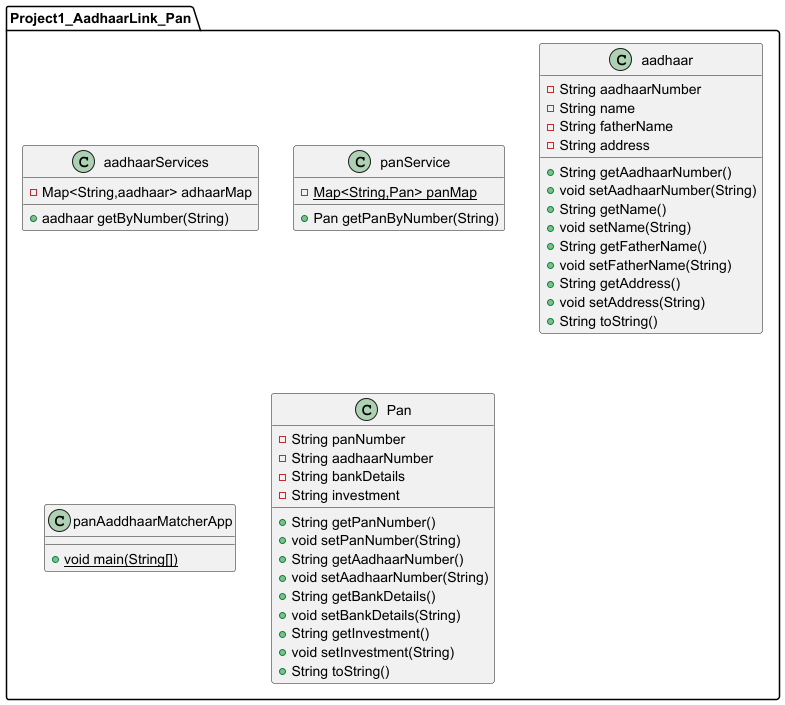 Project1_AadhaarLink_Pan
C aadhaarServices
Map<String,aadhaar> adhaarMap
aadhaar getByNumber(String)
C panService
Map<String,Pan> panMap
Pan getPanByNumber(String)
C aadhaar
String aadhaarNumber
String name
String fatherName
String address
String getAadhaarNumber()
void setAadhaarNumber(String)
String getName()
void setName(String)
String getFatherName()
void setFatherName(String)
String getAddress()
void setAddress(String)
String toString()
C panAaddhaarMatcherApp
void main(String[])
C Pan
String panNumber
String aadhaarNumber
String bankDetails
String investment
String getPanNumber()
void setPanNumber(String)
String getAadhaarNumber()
void setAadhaarNumber(String)
String getBankDetails()
void setBankDetails(String)
String getInvestment()
void setInvestment(String)
String toString()